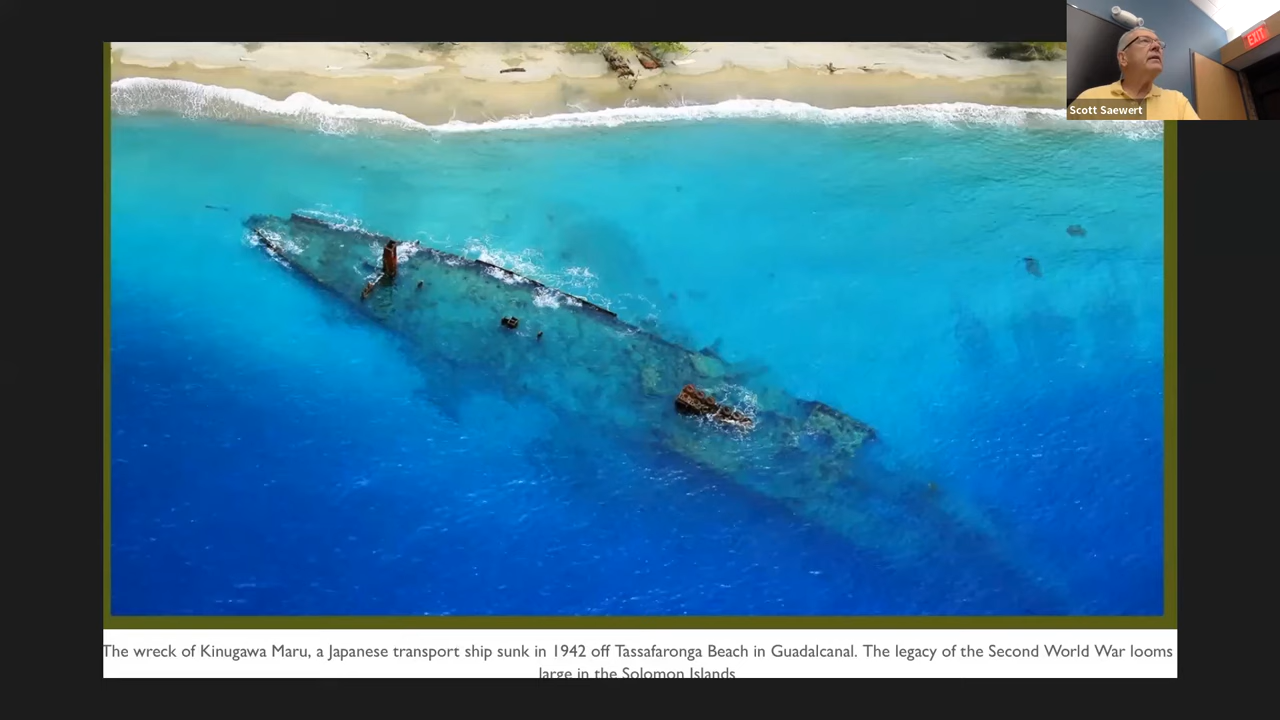 EXIT
Scott Saewert
The wreck of Kinugawa Maru, a Japanese transport ship sunk in 1942 off Tassafaronga Beach in Guadalcanal. The legacy of the Second World War looms
large in the Solomon Islands